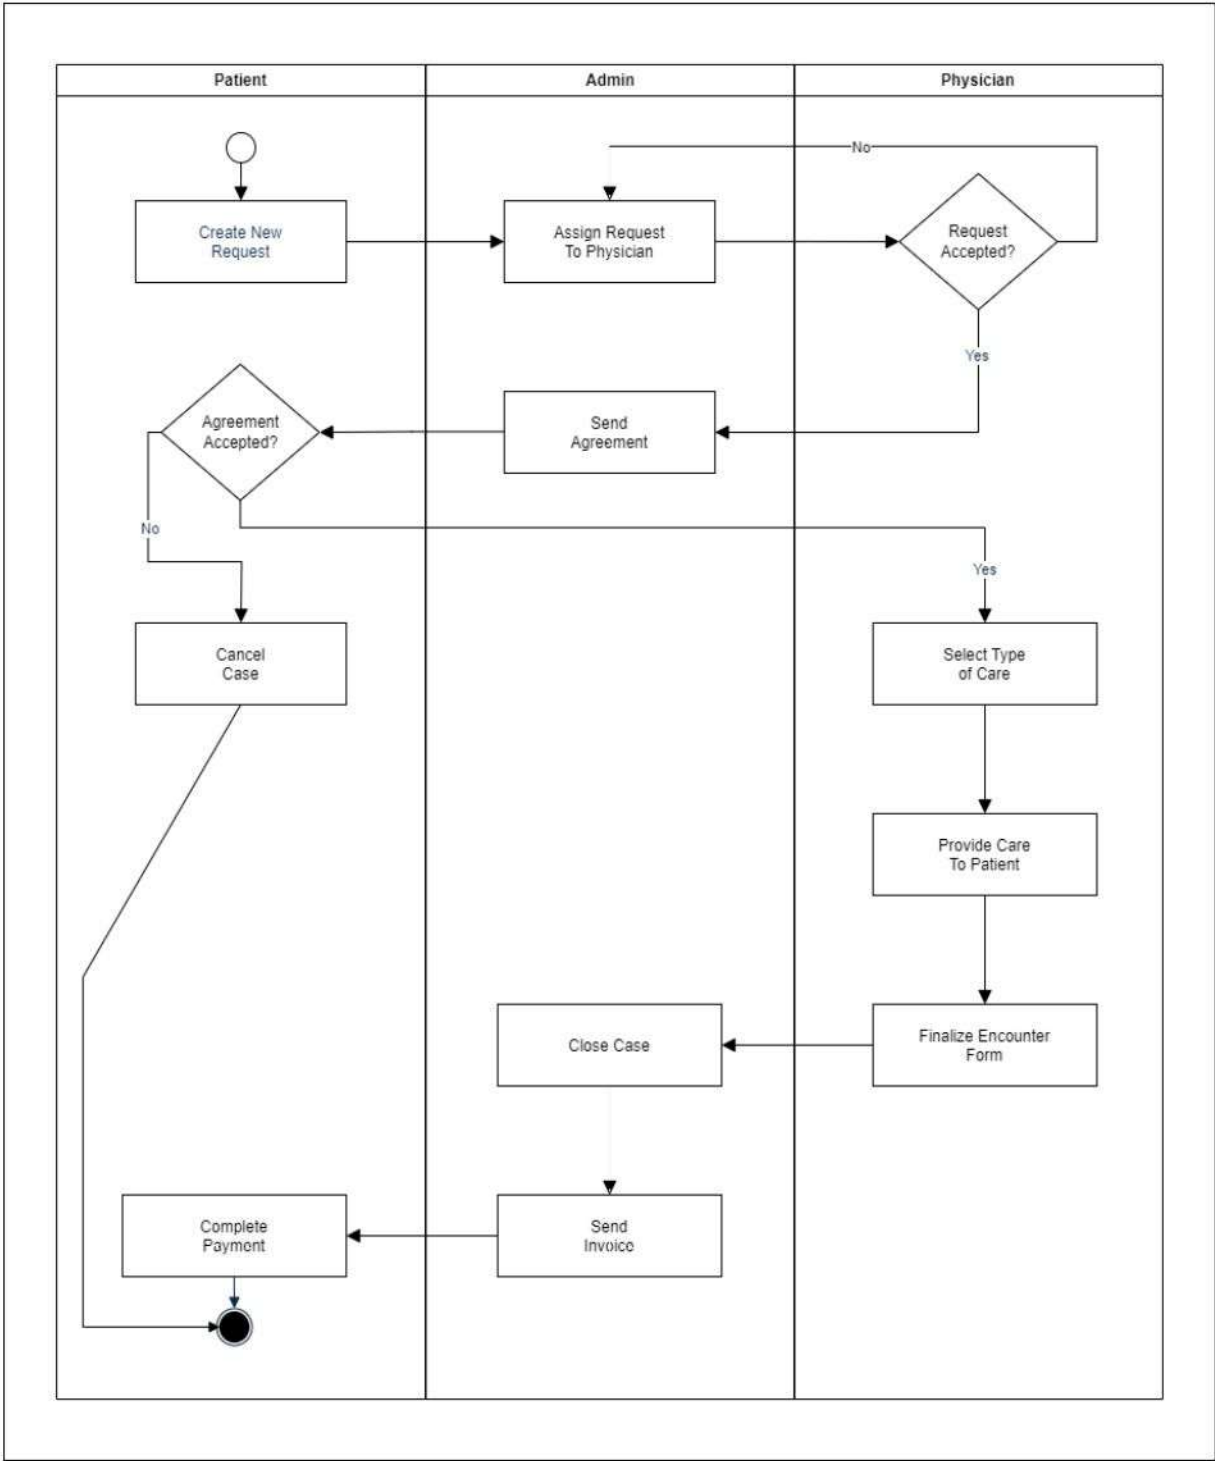 Patient
Admin
Physician
No
Create New
Request
Assign Request
To Physician
Request
Accepted?
Yes
Agreement
Accepted?
Send
Agreement
No
Yes
Cancel
Case
Select Type
of Care
Provide Care
To Patient
Close Case
Finalize Encounter
Form
Complete
Payment
Send
Invoice